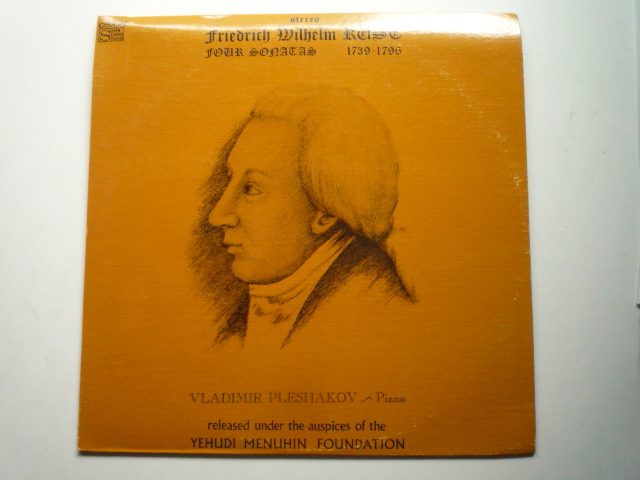 stereo
ORION
Friedrich Wilhelm RUST
FOUR SONATAS 1739-1796
VLADIMIR PLESHAKOV ~ Piano
released under the auspices of the
YEHUDI MENUHIN FOUNDATION